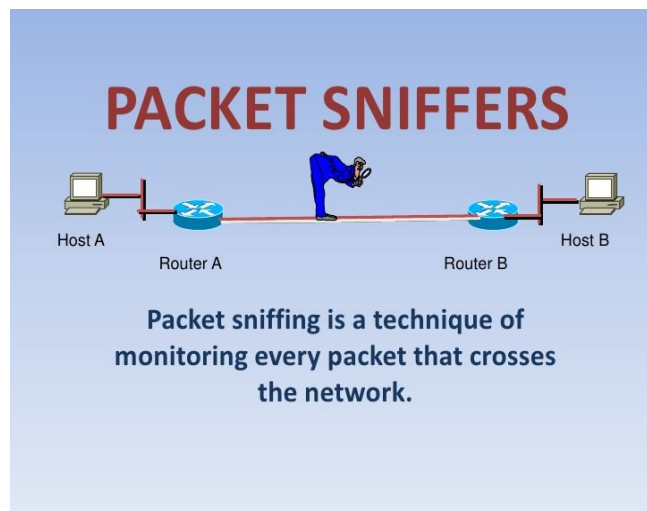 PACKET SNIFFERS
Host A
Host B
Router A
Router B
Packet sniffing is a technique of
monitoring every packet that crosses
the network.